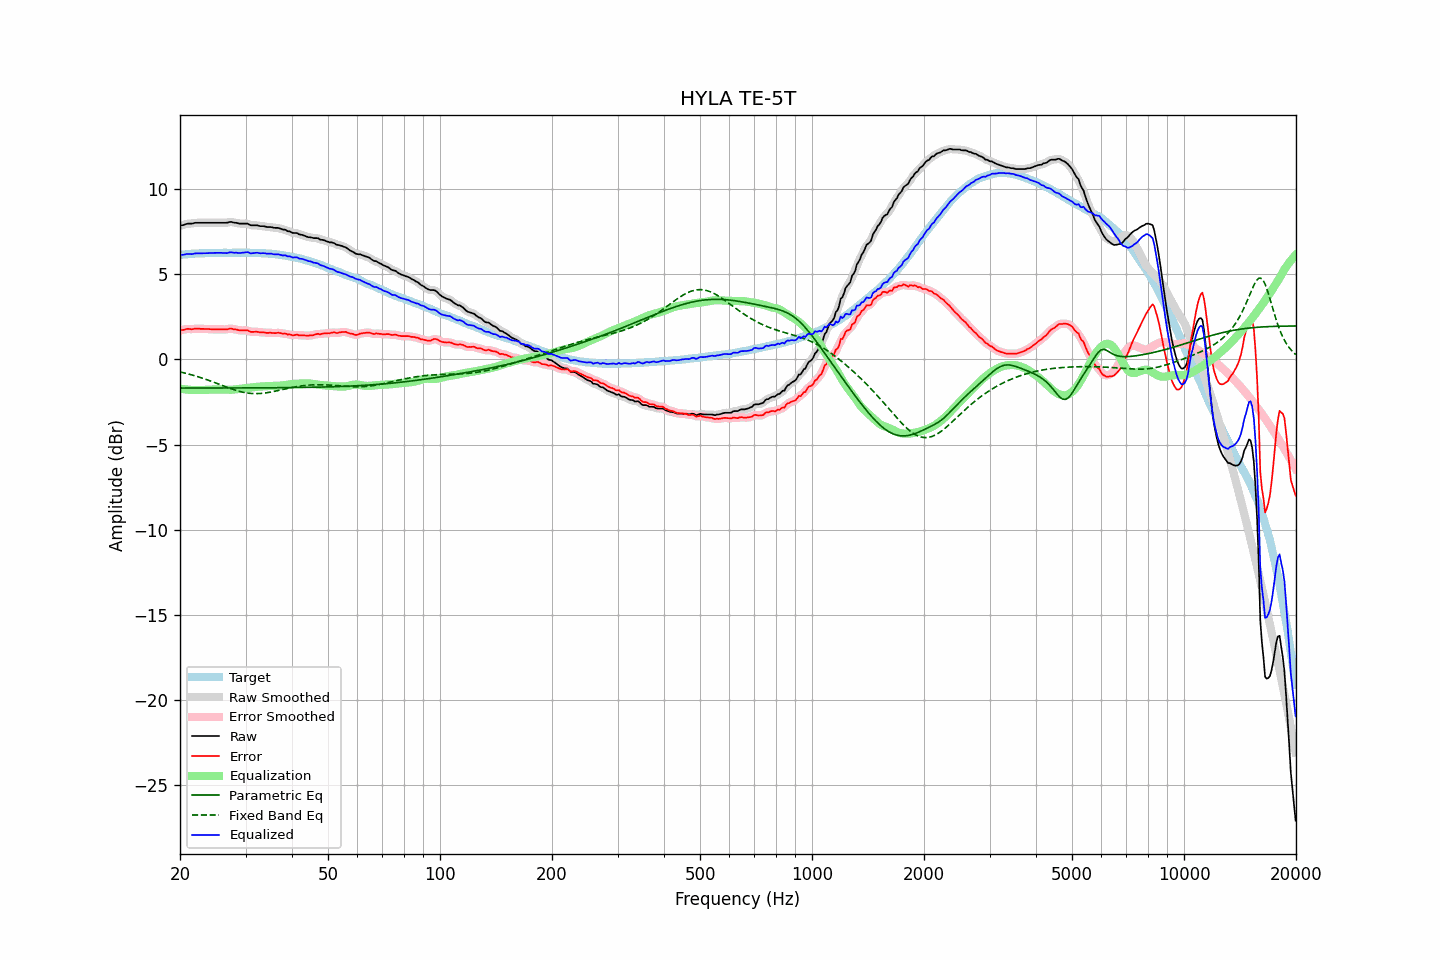 HYLA TE-5T
Amplitude (dBr)
10
5
0
−5
−10
−15
−20
−25
Target
Raw Smoothed
Error Smoothed
Raw
Error
Equalization
Parametric Eq
Fixed Band Eq
Equalized
20 50 100 200 500 1000 2000 5000 10000 20000
Frequency (Hz)